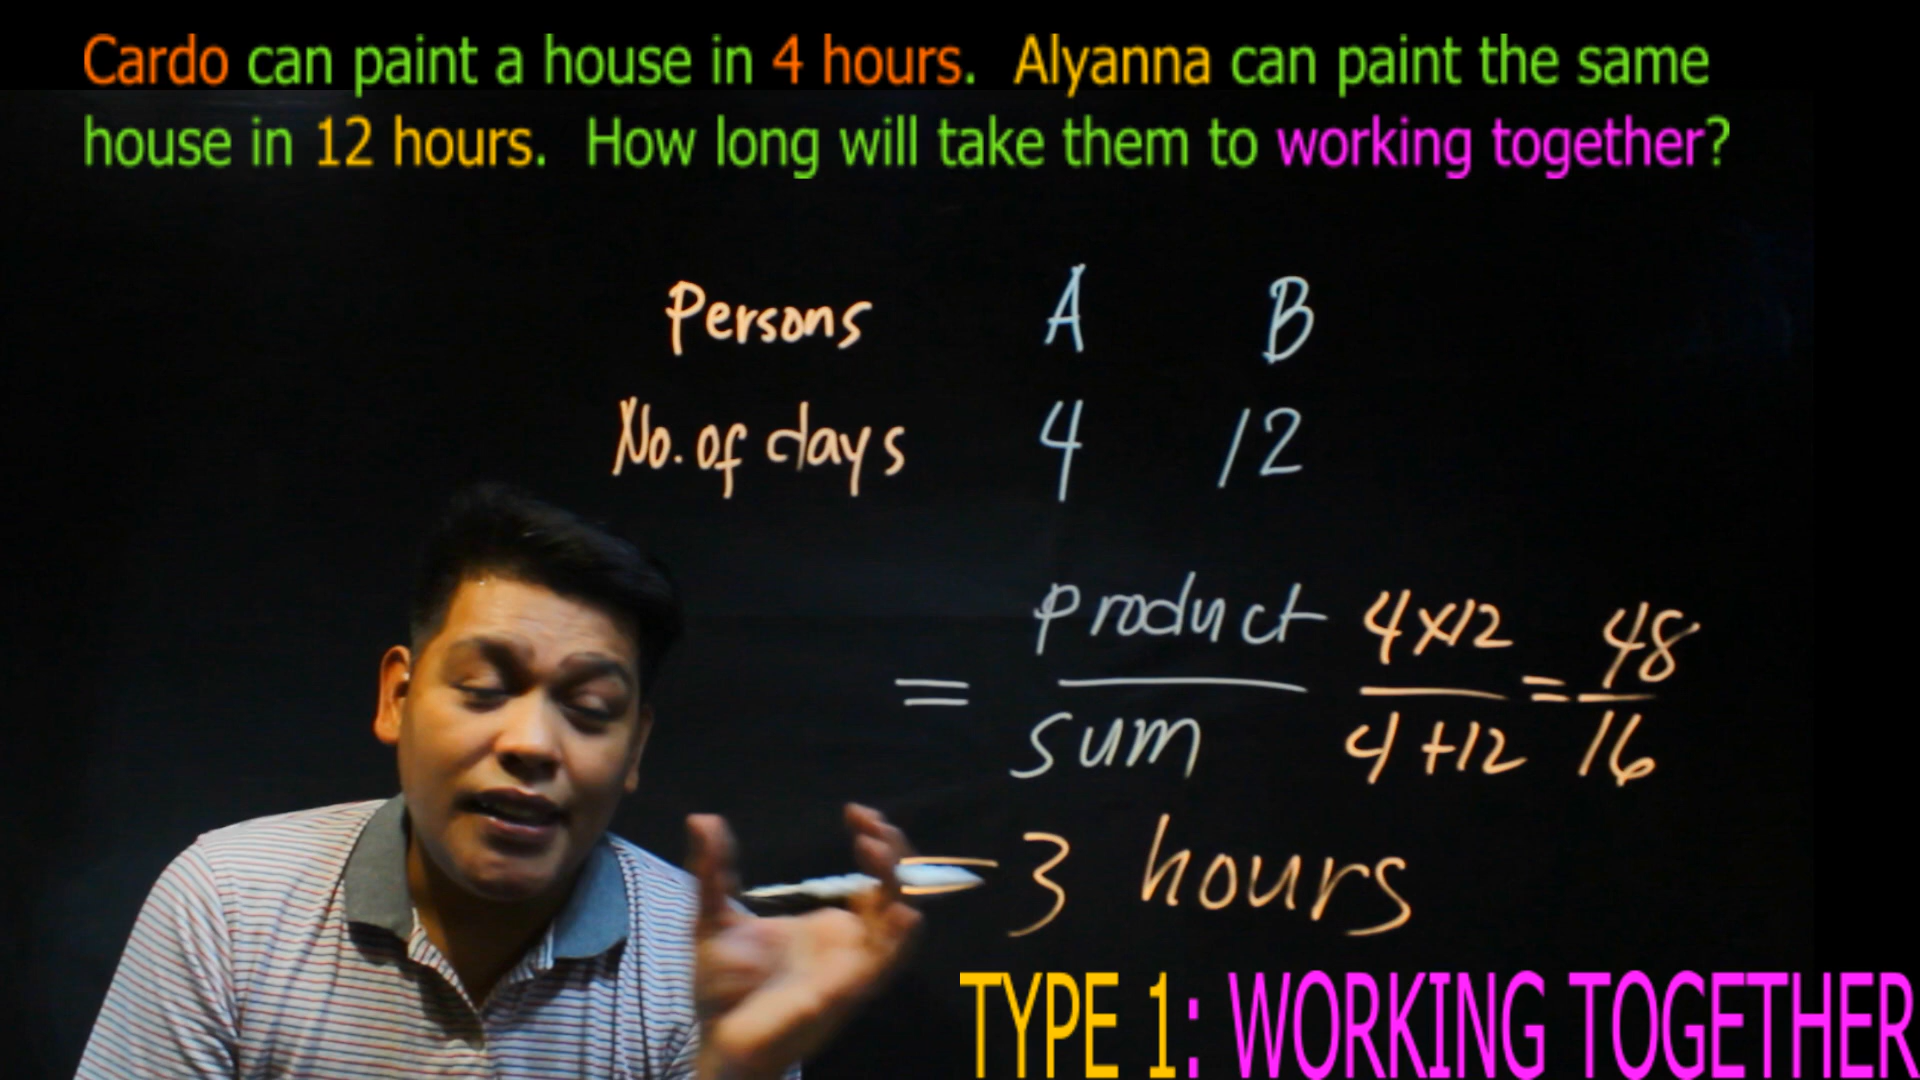 Cardo can paint a house in 4 hours. Alyanna can paint the same
house in 12 hours. How long will take them to working together?
Persons A B
No. of days 4 12
= product/sum 4x12/4+12 = 48/16
= 3 hours
TYPE 1: WORKING TOGETHER